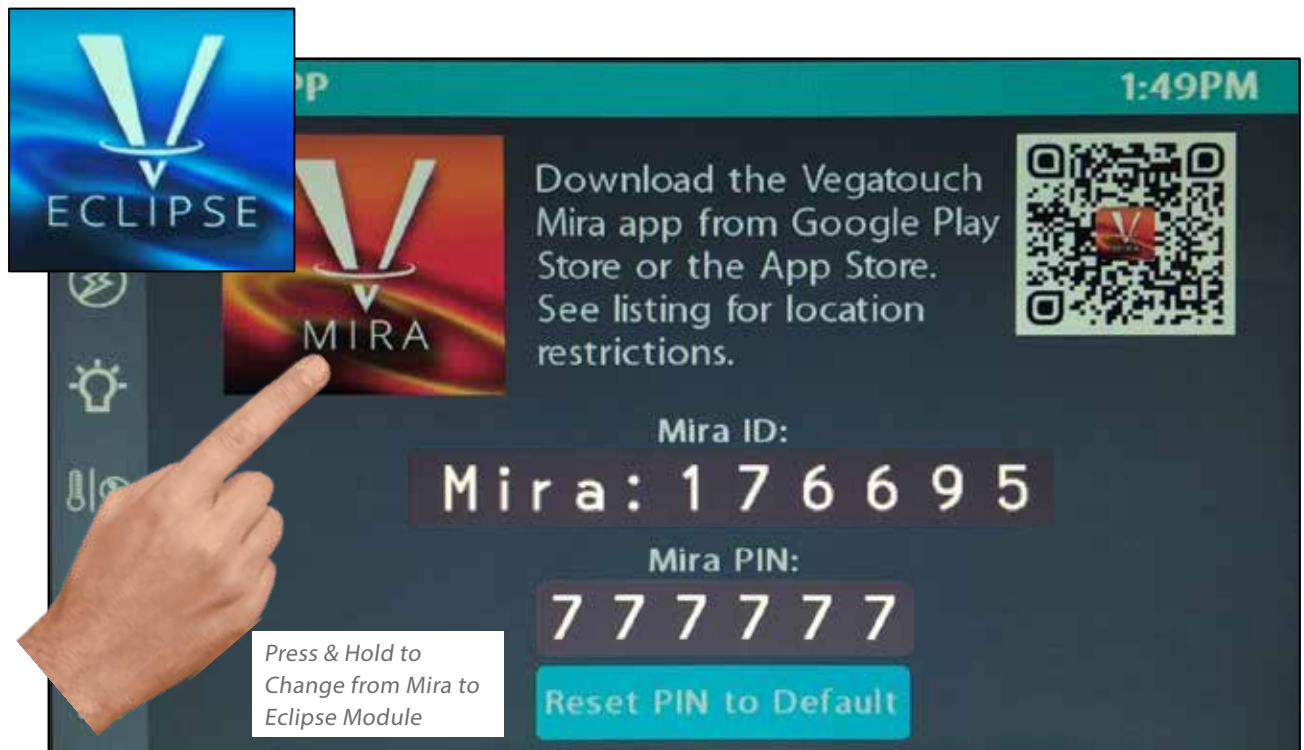 ECLIPSE
PP
1:49PM
MIRA
Download the Vegatouch
Mira app from Google Play
Store or the App Store.
See listing for location
restrictions.
Mira ID:
Mira: 1 7 6 6 9 5
Mira PIN:
7 7 7 7 7 7
Reset PIN to Default
Press & Hold to
Change from Mira to
Eclipse Module